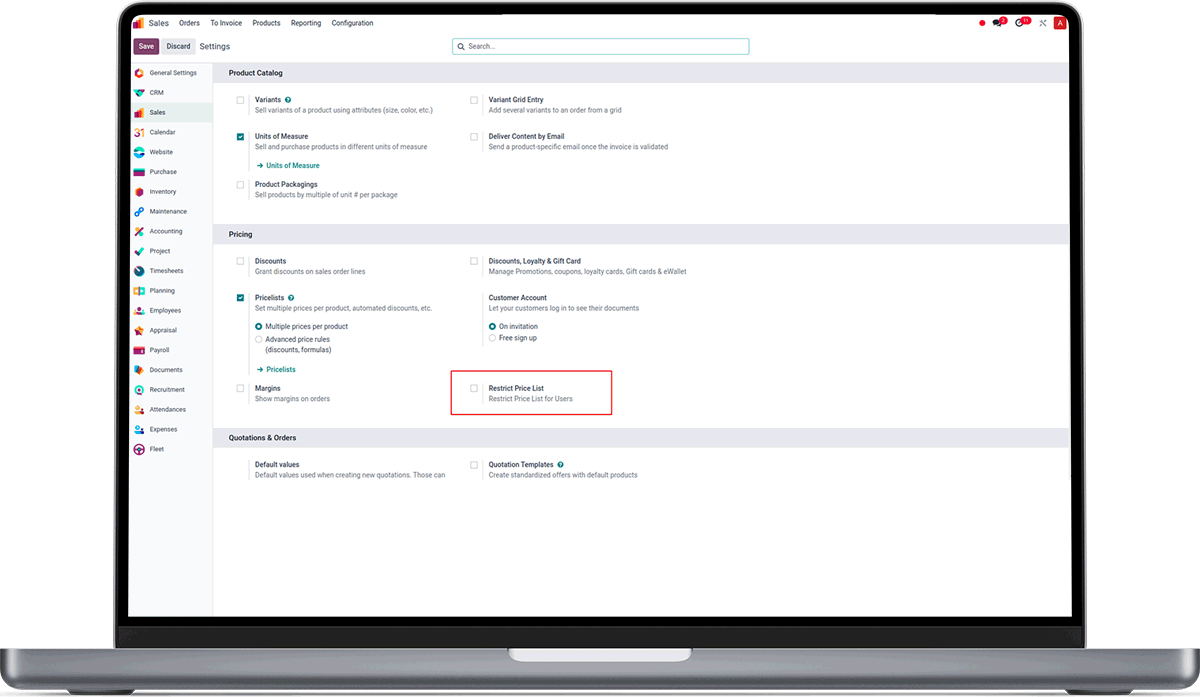 Sales Orders To Invoice Products Reporting Configuration
2 11 A
Save Discard Settings Search...
General Settings
CRM
Sales
31 Calendar
Website
Purchase
Inventory
Maintenance
Accounting
Project
Timesheets
Planning
Employees
Appraisal
Payroll
Documents
Recruitment
Attendances
Expenses
Fleet
Product Catalog
Variants ?
Sell variants of a product using attributes (size, color, etc.)
Variant Grid Entry
Add several variants to an order from a grid
Units of Measure
Sell and purchase products in different units of measure
→ Units of Measure
Deliver Content by Email
Send a product-specific email once the invoice is validated
Product Packagings
Sell products by multiple of unit # per package
Pricing
Discounts
Grant discounts on sales order lines
Discounts, Loyalty & Gift Card
Manage Promotions, coupons, loyalty cards, Gift cards & eWallet
Pricelists ?
Set multiple prices per product, automated discounts, etc.
Multiple prices per product
Advanced price rules
(discounts, formulas)
→ Pricelists
Customer Account
Let your customers log in to see their documents
On invitation
Free sign up
Margins
Show margins on orders
Restrict Price List
Restrict Price List for Users
Quotations & Orders
Default values
Default values used when creating new quotations. Those can
Quotation Templates ?
Create standardized offers with default products